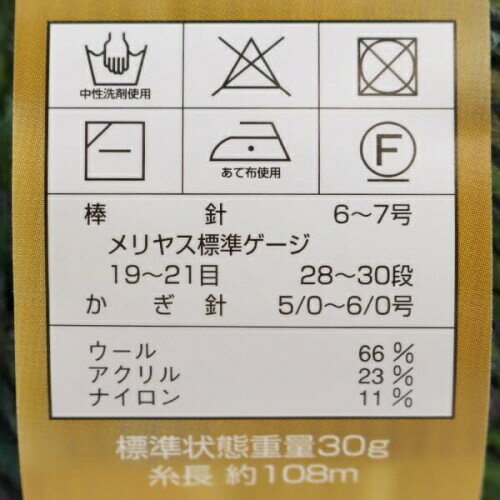 中性洗剤使用
あて布使用
F
棒 針 6～7号
メリヤス標準ゲージ
19～21目 28～30段
かぎ針 5/0～6/0号
ウール 66%
アクリル 23%
ナイロン 11%
標準状態重量30g
糸長 約108m